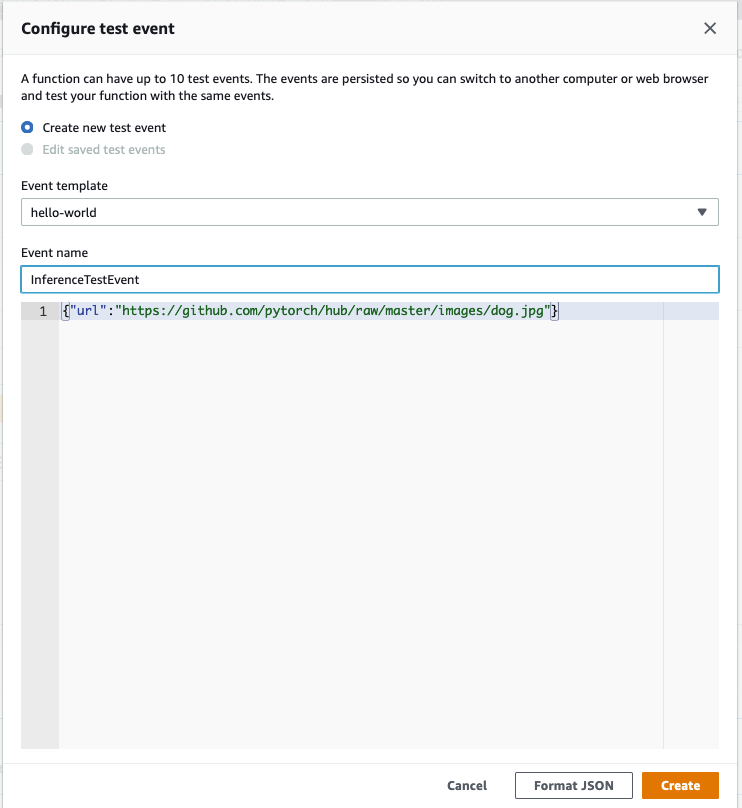 Configure test event
A function can have up to 10 test events. The events are persisted so you can switch to another computer or web browser
and test your function with the same events.
Create new test event
Edit saved test events
Event template
hello-world
Event name
InferenceTestEvent
1 {"url":"https://github.com/pytorch/hub/raw/master/images/dog.jpg"}
Cancel Format JSON Create